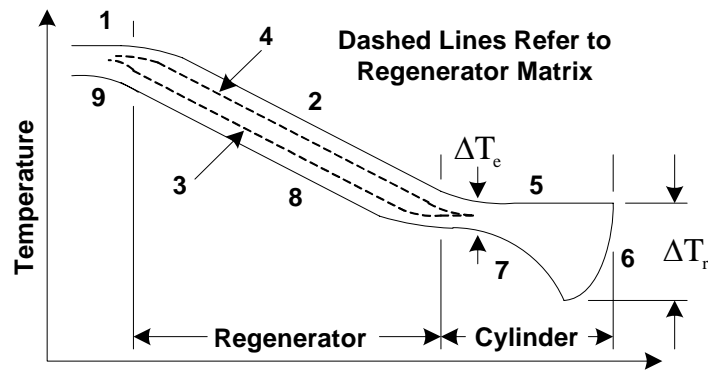 1
4
Dashed Lines Refer to
Regenerator Matrix
2
9
ΔTe
5
3
8
7
6
ΔTr
Temperature
Regenerator
Cylinder